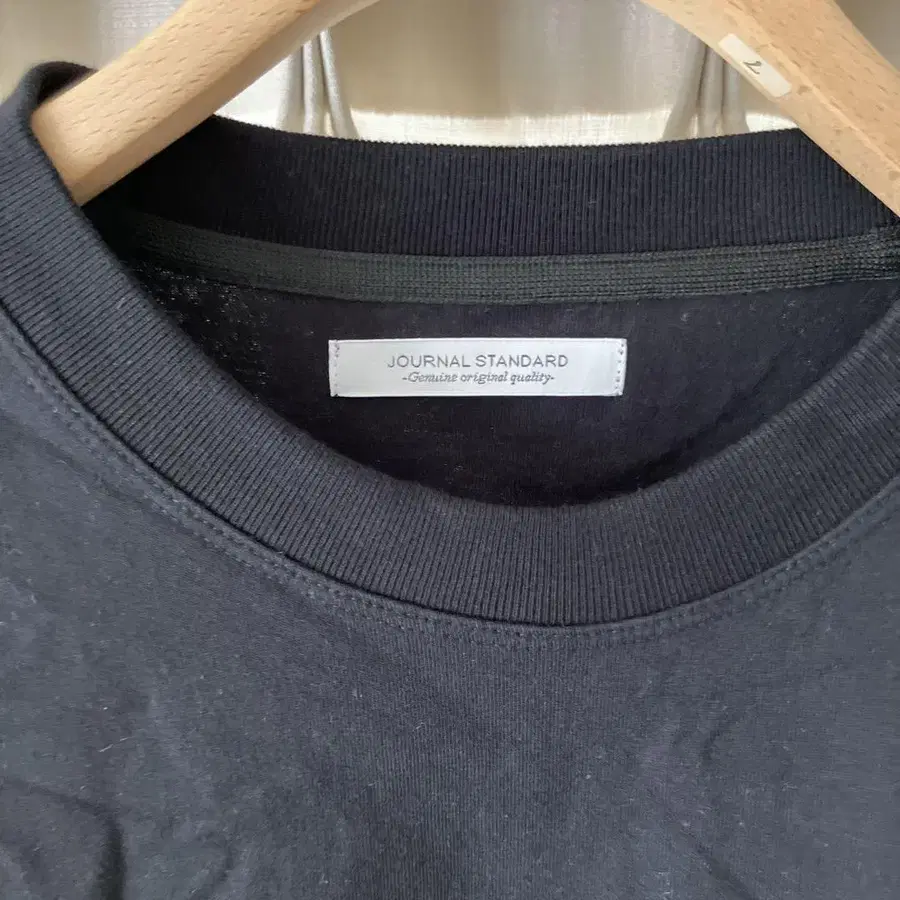 JOURNAL STANDARD
-Genuine original quality-